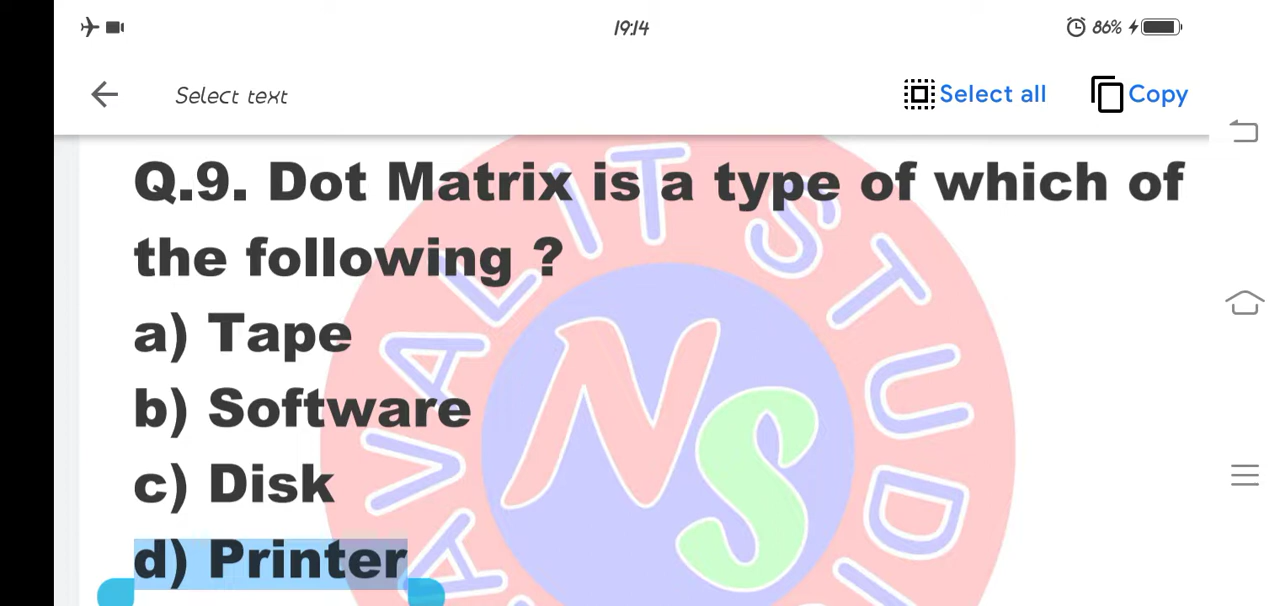 19:14
86%
Select text
Select all
Copy
Q.9. Dot Matrix is a type of which of
the following ?
a) Tape
b) Software
c) Disk
d) Printer
NS